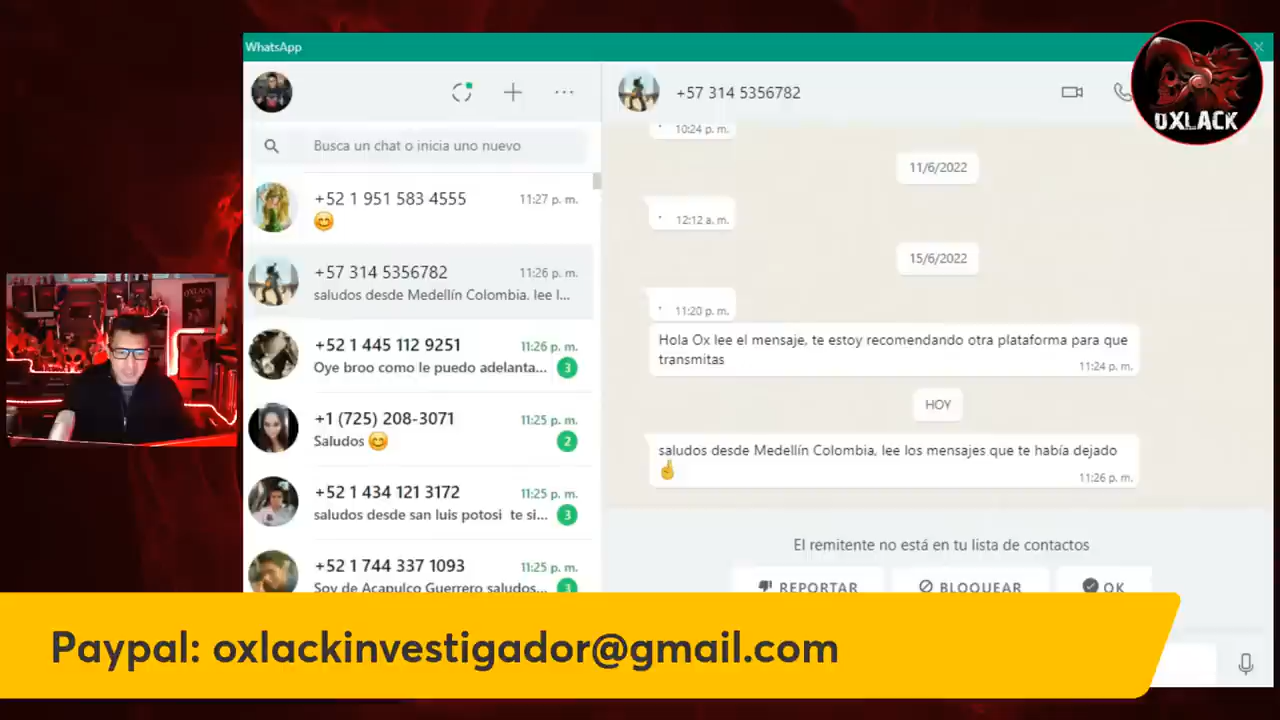 WhatsApp
OXLACK
Busca un chat o inicia uno nuevo
+52 1 951 583 4555
11:27 p. m.
😊
+57 314 5356782
11:26 p. m.
saludos desde Medellín Colombia. lee l...
+52 1 445 112 9251
11:26 p. m.
Oye broo como le puedo adelanta...
3
+1 (725) 208-3071
11:25 p. m.
Saludos 😊
2
+52 1 434 121 3172
11:25 p. m.
saludos desde san luis potosi te si...
3
+52 1 744 337 1093
11:25 p. m.
Soy de Acapulco Guerrero saludos...
3
+57 314 5356782
10:24 p. m.
11/6/2022
12:12 a. m.
15/6/2022
11:20 p. m.
Hola Ox lee el mensaje, te estoy recomendando otra plataforma para que
transmitas
11:24 p. m.
HOY
saludos desde Medellín Colombia, lee los mensajes que te había dejado
🤞
11:26 p. m.
El remitente no está en tu lista de contactos
REPORTAR
BLOQUEAR
OK
Paypal: oxlackinvestigador@gmail.com